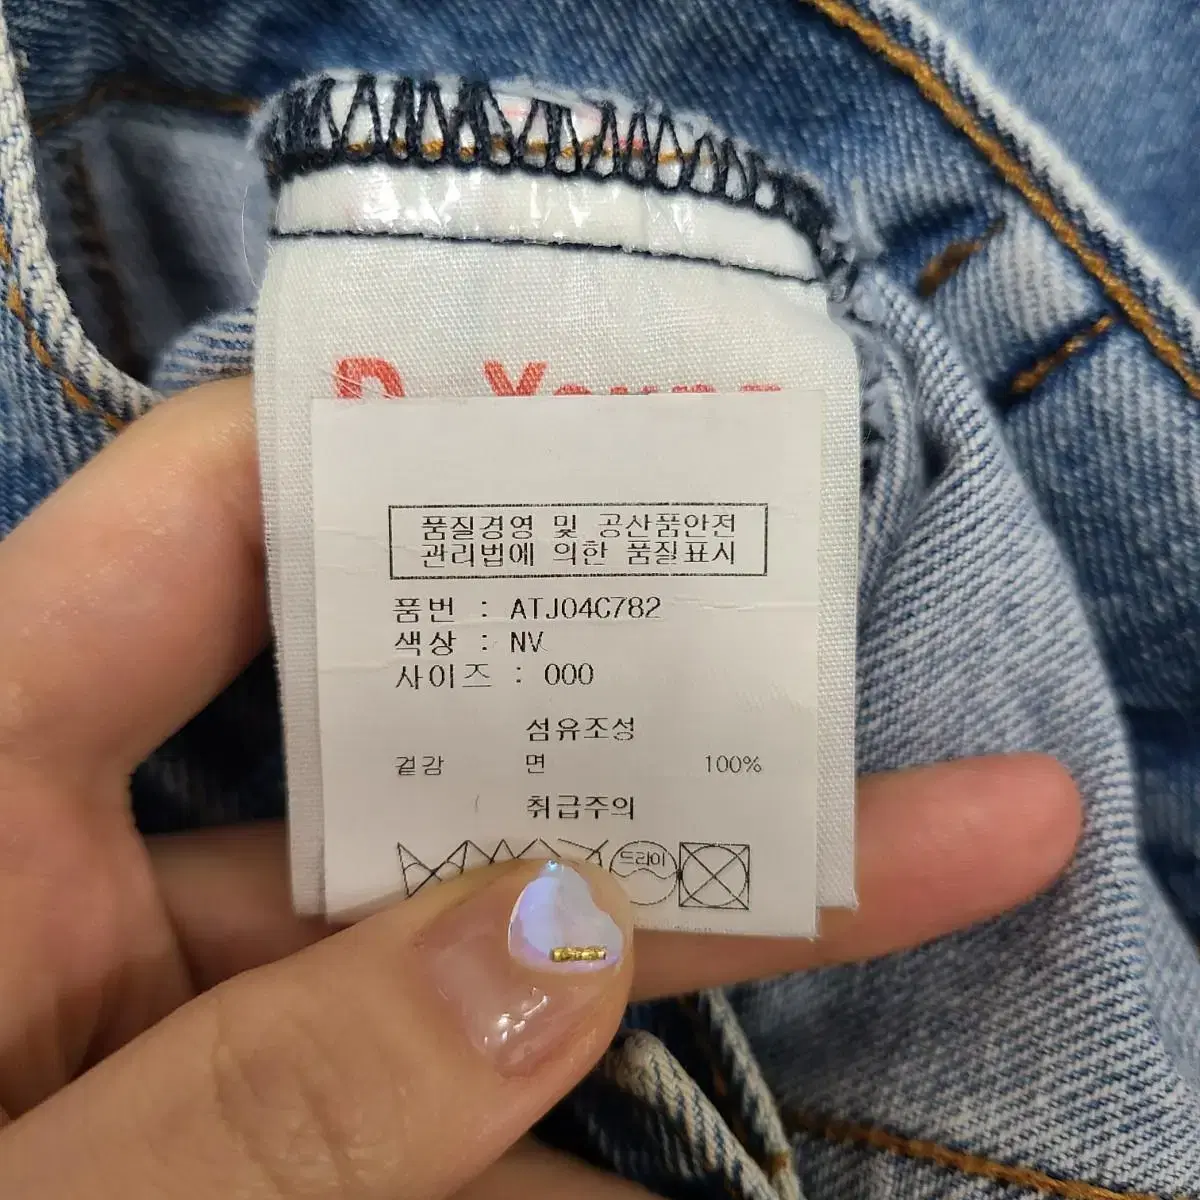 품질경영 및 공산품안전
관리법에 의한 품질표시
품번 : ATJ04C782
색상 : NV
사이즈 : 000
섬유조성
겉감 면 100%
취급주의
드라이